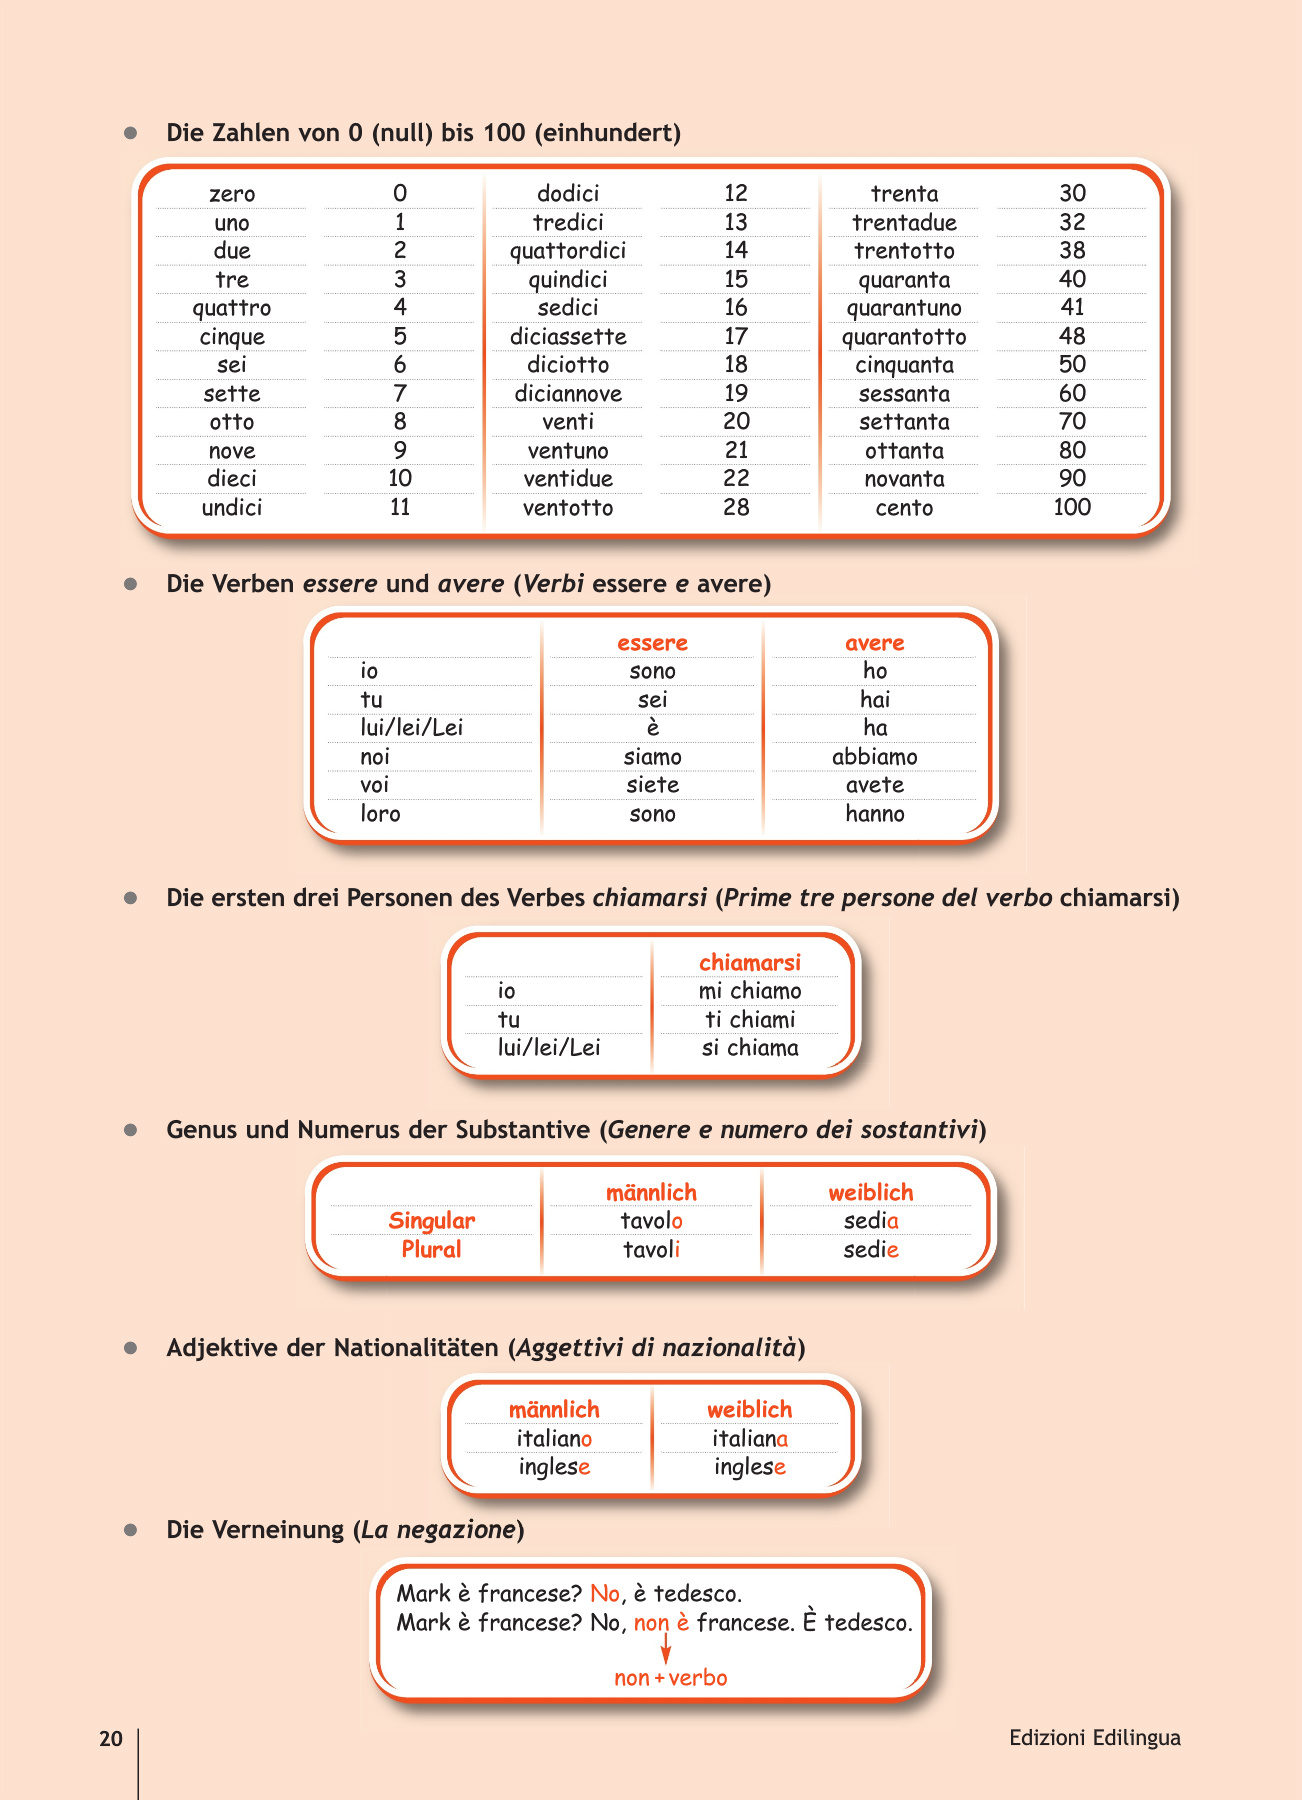 Die Zahlen von 0 (null) bis 100 (einhundert)
zero 0 dodici 12 trenta 30
uno 1 tredici 13 trentadue 32
due 2 quattordici 14 trentotto 38
tre 3 quindici 15 quaranta 40
quattro 4 sedici 16 quarantuno 41
cinque 5 diciassette 17 quarantotto 48
sei 6 diciotto 18 cinquanta 50
sette 7 diciannove 19 sessanta 60
otto 8 venti 20 settanta 70
nove 9 ventuno 21 ottanta 80
dieci 10 ventidue 22 novanta 90
undici 11 ventotto 28 cento 100
Die Verben essere und avere (Verbi essere e avere)
essere avere
io sono ho
tu sei hai
lui/lei/Lei è ha
noi siamo abbiamo
voi siete avete
loro sono hanno
Die ersten drei Personen des Verbes chiamarsi (Prime tre persone del verbo chiamarsi)
chiamarsi
io mi chiamo
tu ti chiami
lui/lei/Lei si chiama
Genus und Numerus der Substantive (Genere e numero dei sostantivi)
männlich weiblich
Singular tavolo sedia
Plural tavoli sedie
Adjektive der Nationalitäten (Aggettivi di nazionalità)
männlich weiblich
italiano italiana
inglese inglese
Die Verneinung (La negazione)
Mark è francese? No, è tedesco.
Mark è francese? No, non è francese. È tedesco.
non + verbo
20 Edizioni Edilingua